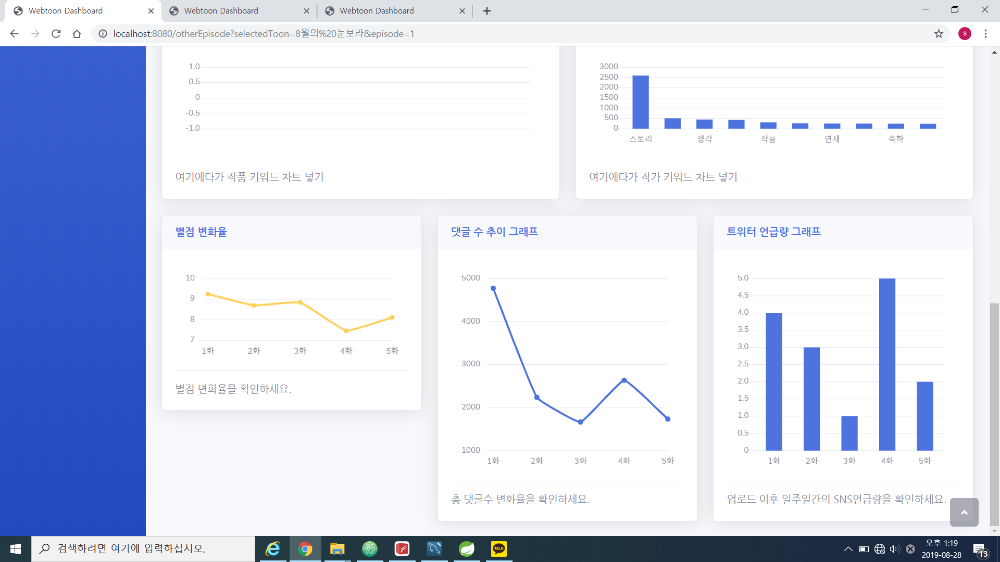 Webtoon Dashboard
Webtoon Dashboard
Webtoon Dashboard
localhost:8080/otherEpisode?selectedToon=8월의%20눈보라&episode=1
S
1.0
0.5
0
-0.5
-1.0
여기에다가 작품 키워드 차트 넣기
3000
2500
2000
1500
1000
500
0
스토리 생각 작품 연재 축하
여기에다가 작가 키워드 차트 넣기
별점 변화율
10
9
8
7
1화 2화 3화 4화 5화
별점 변화율을 확인하세요.
댓글 수 추이 그래프
5000
4000
3000
2000
1000
1화 2화 3화 4화 5화
총 댓글수 변화율을 확인하세요.
트위터 언급량 그래프
5.0
4.5
4.0
3.5
3.0
2.5
2.0
1.5
1.0
0.5
0
1화 2화 3화 4화 5화
업로드 이후 일주일간의 SNS언급량을 확인하세요.
검색하려면 여기에 입력하십시오.
TALK
오후 1:19
2019-08-28
13